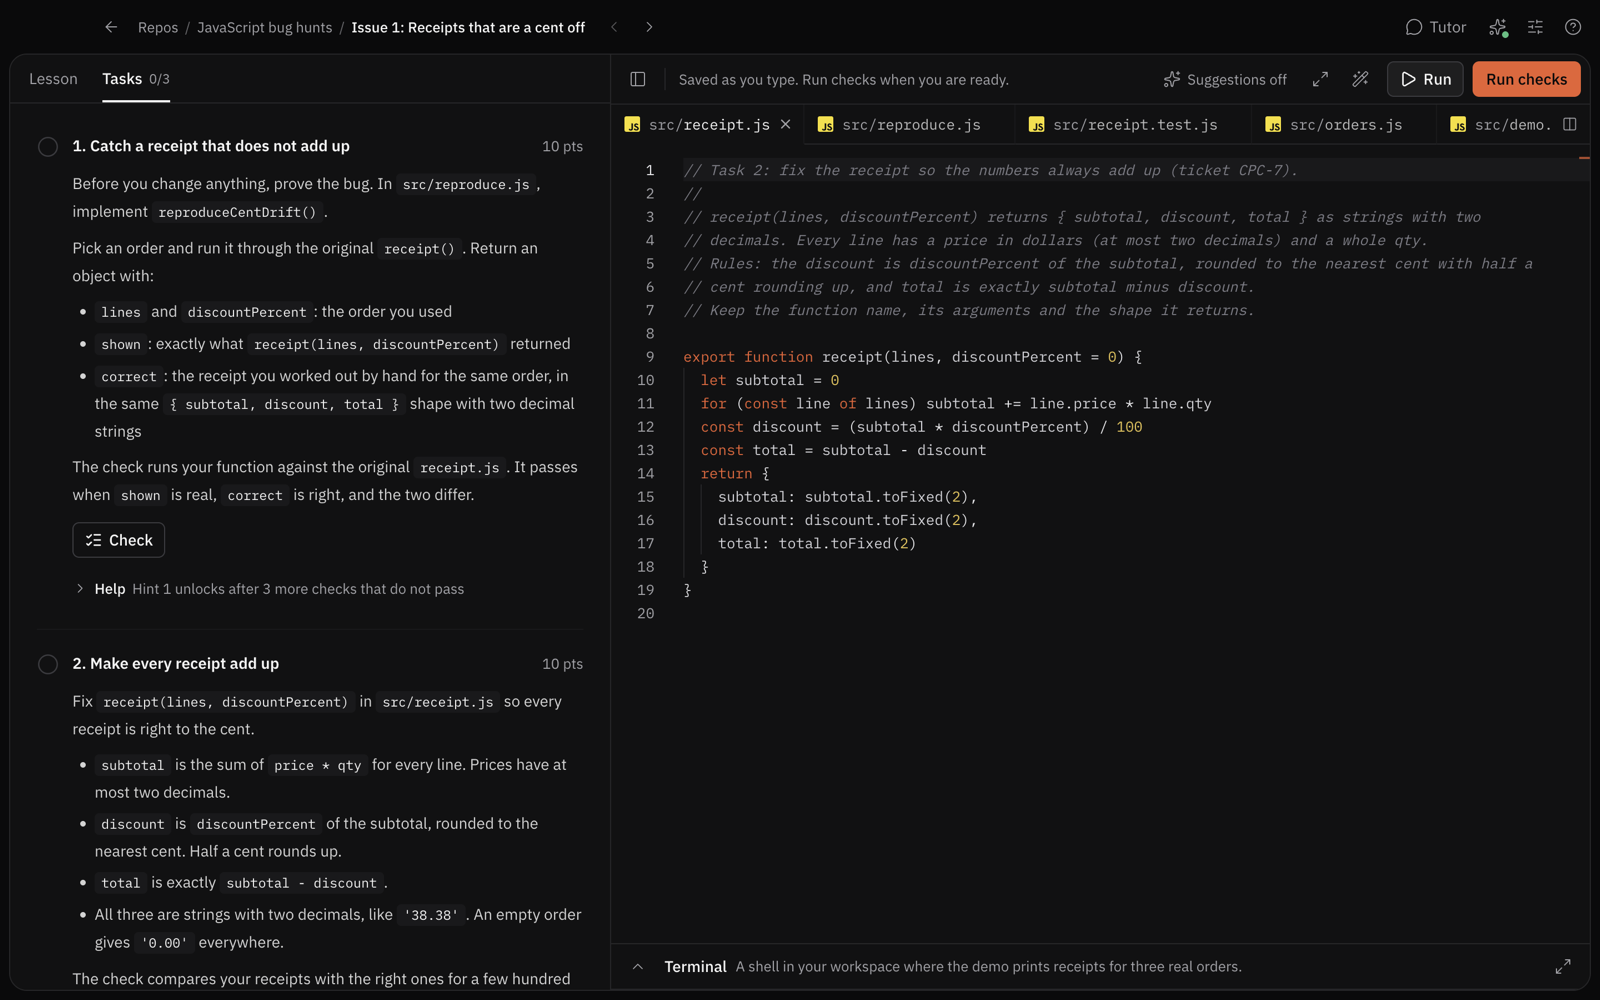 Repos / JavaScript bug hunts / Issue 1: Receipts that are a cent off
Tutor
Lesson
Tasks 0/3
1. Catch a receipt that does not add up
10 pts
Before you change anything, prove the bug. In src/reproduce.js ,
implement reproduceCentDrift() .
Pick an order and run it through the original receipt() . Return an
object with:
• lines and discountPercent : the order you used
• shown : exactly what receipt(lines, discountPercent) returned
• correct : the receipt you worked out by hand for the same order, in
the same { subtotal, discount, total } shape with two decimal
strings
The check runs your function against the original receipt.js . It passes
when shown is real, correct is right, and the two differ.
Check
Help Hint 1 unlocks after 3 more checks that do not pass
2. Make every receipt add up
10 pts
Fix receipt(lines, discountPercent) in src/receipt.js so every
receipt is right to the cent.
• subtotal is the sum of price * qty for every line. Prices have at
most two decimals.
• discount is discountPercent of the subtotal, rounded to the
nearest cent. Half a cent rounds up.
• total is exactly subtotal - discount .
• All three are strings with two decimals, like '38.38' . An empty order
gives '0.00' everywhere.
The check compares your receipts with the right ones for a few hundred
Saved as you type. Run checks when you are ready.
Suggestions off
Run
Run checks
JS src/receipt.js
JS src/reproduce.js
JS src/receipt.test.js
JS src/orders.js
JS src/demo.
1 // Task 2: fix the receipt so the numbers always add up (ticket CPC-7).
2 //
3 // receipt(lines, discountPercent) returns { subtotal, discount, total } as strings with two
4 // decimals. Every line has a price in dollars (at most two decimals) and a whole qty.
5 // Rules: the discount is discountPercent of the subtotal, rounded to the nearest cent with half a
6 // cent rounding up, and total is exactly subtotal minus discount.
7 // Keep the function name, its arguments and the shape it returns.
8
9 export function receipt(lines, discountPercent = 0) {
10 let subtotal = 0
11 for (const line of lines) subtotal += line.price * line.qty
12 const discount = (subtotal * discountPercent) / 100
13 const total = subtotal - discount
14 return {
15 subtotal: subtotal.toFixed(2),
16 discount: discount.toFixed(2),
17 total: total.toFixed(2)
18 }
19 }
20
Terminal A shell in your workspace where the demo prints receipts for three real orders.